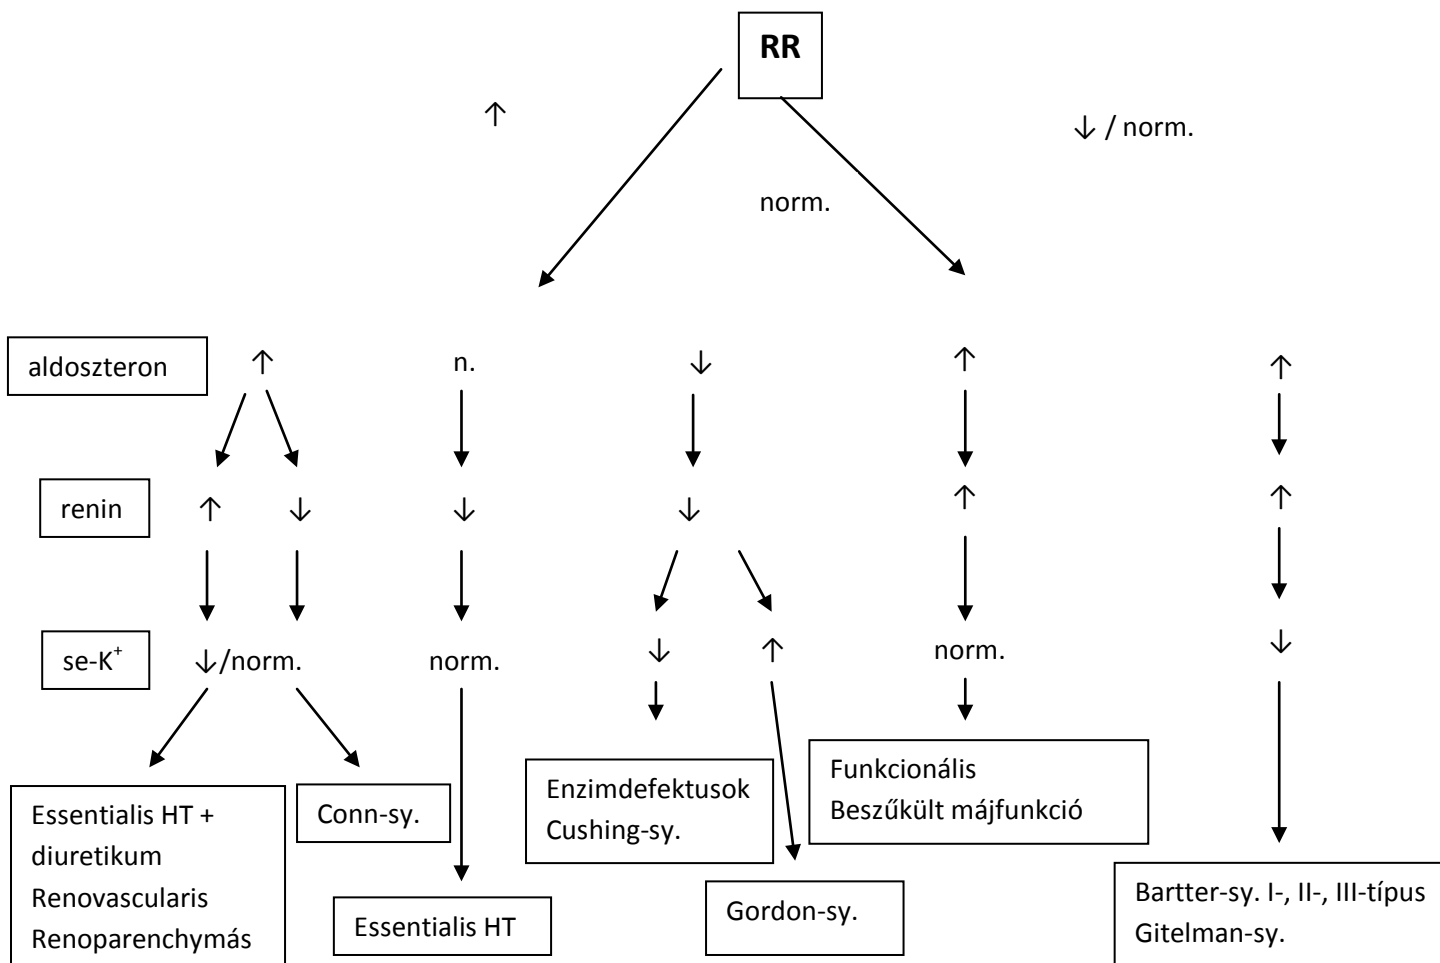 RR
↑
↓ / norm.
norm.
aldoszteron ↑ n. ↓ ↑ ↑
renin ↑ ↓ ↓ ↓ ↑ ↑
se-K⁺ ↓/norm. norm. ↓ ↑ norm. ↓
Essentialis HT +
diuretikum
Renovascularis
Renoparenchymás
Conn-sy.
Essentialis HT
Enzimdefektusok
Cushing-sy.
Gordon-sy.
Funkcionális
Beszűkült májfunkció
Bartter-sy. I-, II-, III-típus
Gitelman-sy.